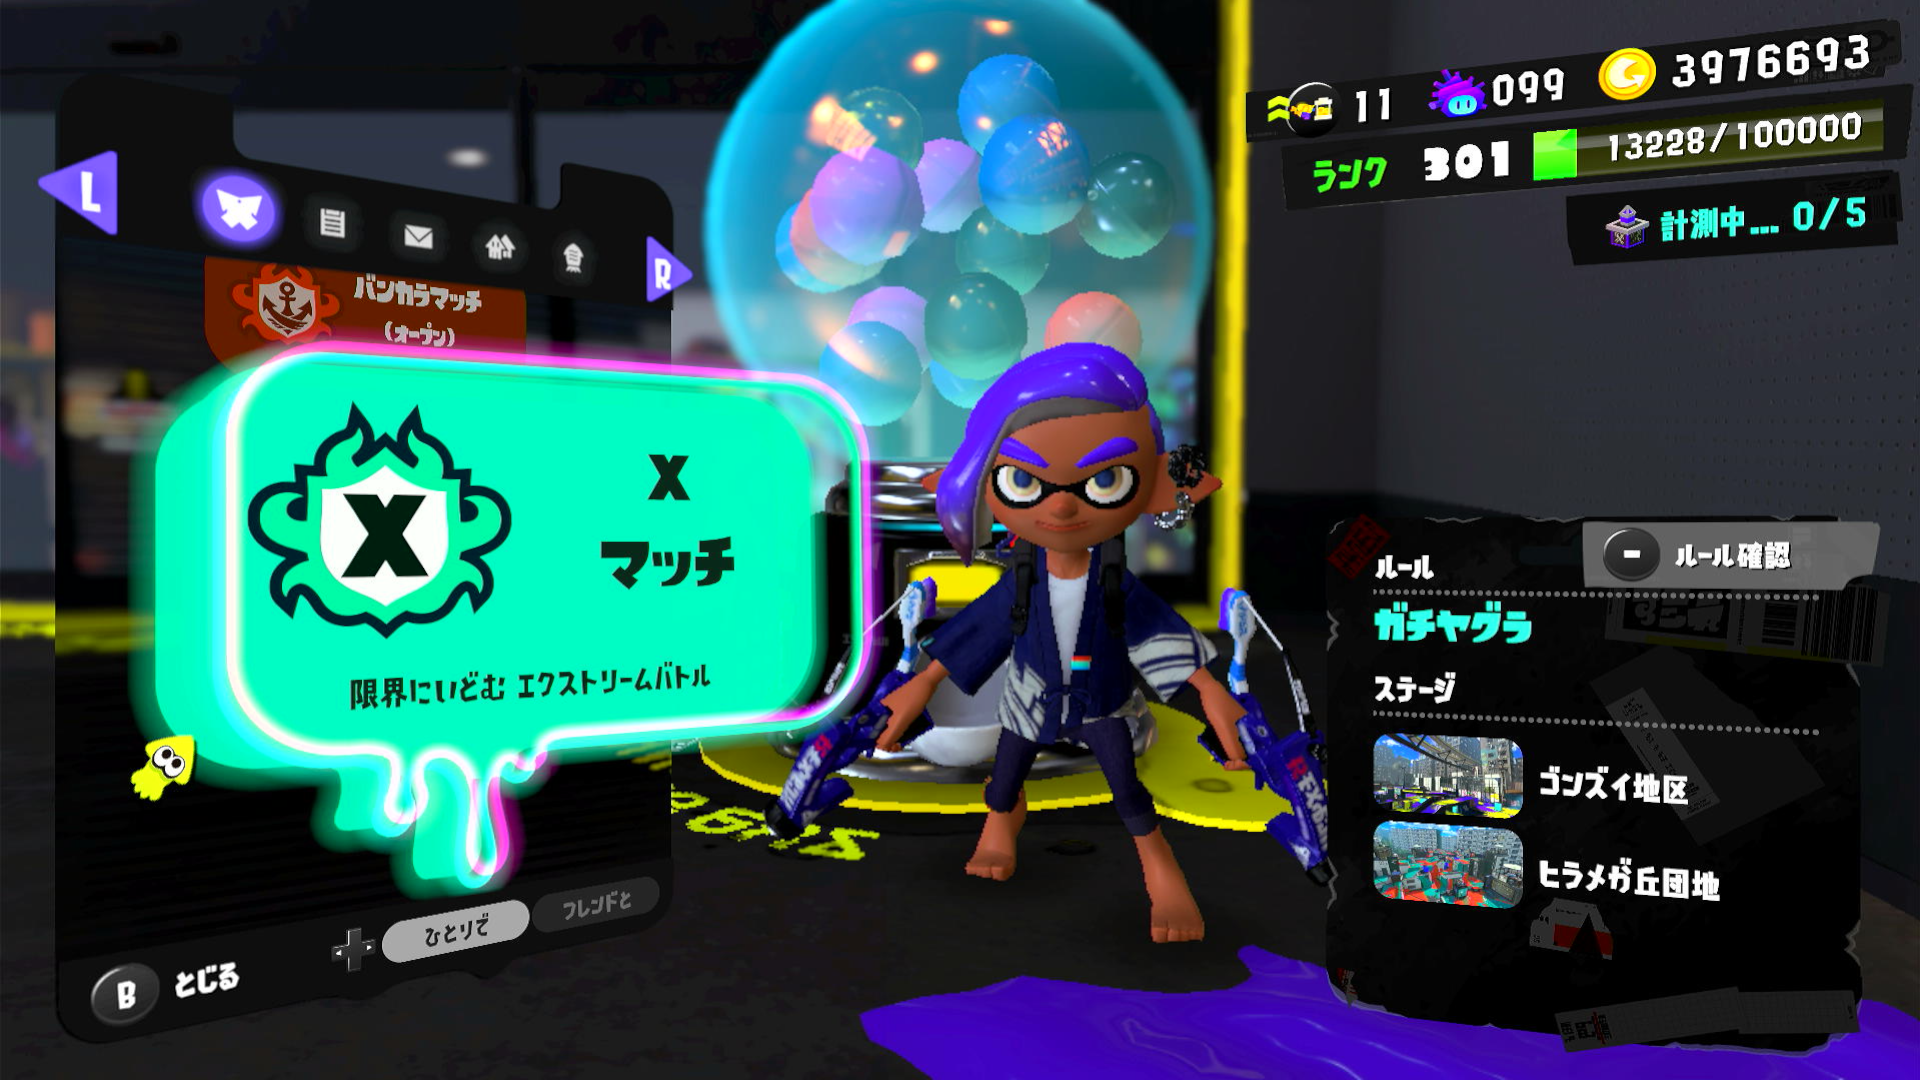 L
R
バンカラマッチ
(オープン)
X
X
マッチ
限界にいどむ エクストリームバトル
ひとりで
フレンドと
B とじる
11
099
3976693
ランク 301
13228/100000
計測中... 0/5
ルール
- ルール確認
ガチヤグラ
ステージ
ゴンズイ地区
ヒラメが丘団地